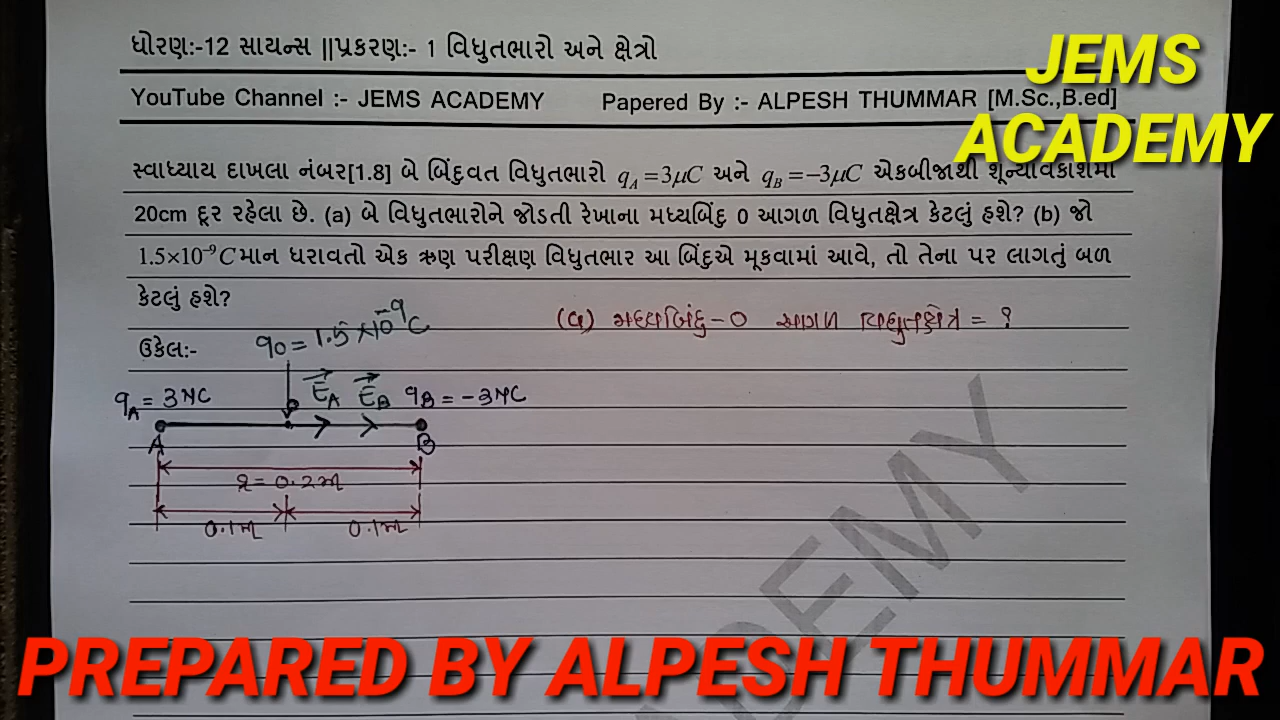 ધોરણ:-12 સાયન્સ ||પ્રકરણ:- 1 વિધુતભારો અને ક્ષેત્રો
JEMS
ACADEMY
YouTube Channel :- JEMS ACADEMY Papered By :- ALPESH THUMMAR [M.Sc.,B.ed]
સ્વાધ્યાય દાખલા નંબર[1.8] બે બિંદુવત વિધુતભારો qA=3μC અને qB=-3μC એકબીજાથી શૂન્યાવકાશમાં
20cm દૂર રહેલા છે. (a) બે વિધુતભારોને જોડતી રેખાના મધ્યબિંદુ 0 આગળ વિધુતક્ષેત્ર કેટલું હશે? (b) જો
1.5×10⁻⁹C માન ધરાવતો એક ઋણ પરીક્ષણ વિધુતભાર આ બિંદુએ મૂકવામાં આવે, તો તેના પર લાગતું બળ
કેટલું હશે?
(a) મધ્યબિંદુ-0 આગળ વિધુતક્ષેત્ર = ?
ઉકેલ:-
q0 = 1.5×10⁻⁹C
qA = 3μC EA EB qB = -3μC
A B
r = 0.2m
0.1m 0.1m
ADEMY
PREPARED BY ALPESH THUMMAR